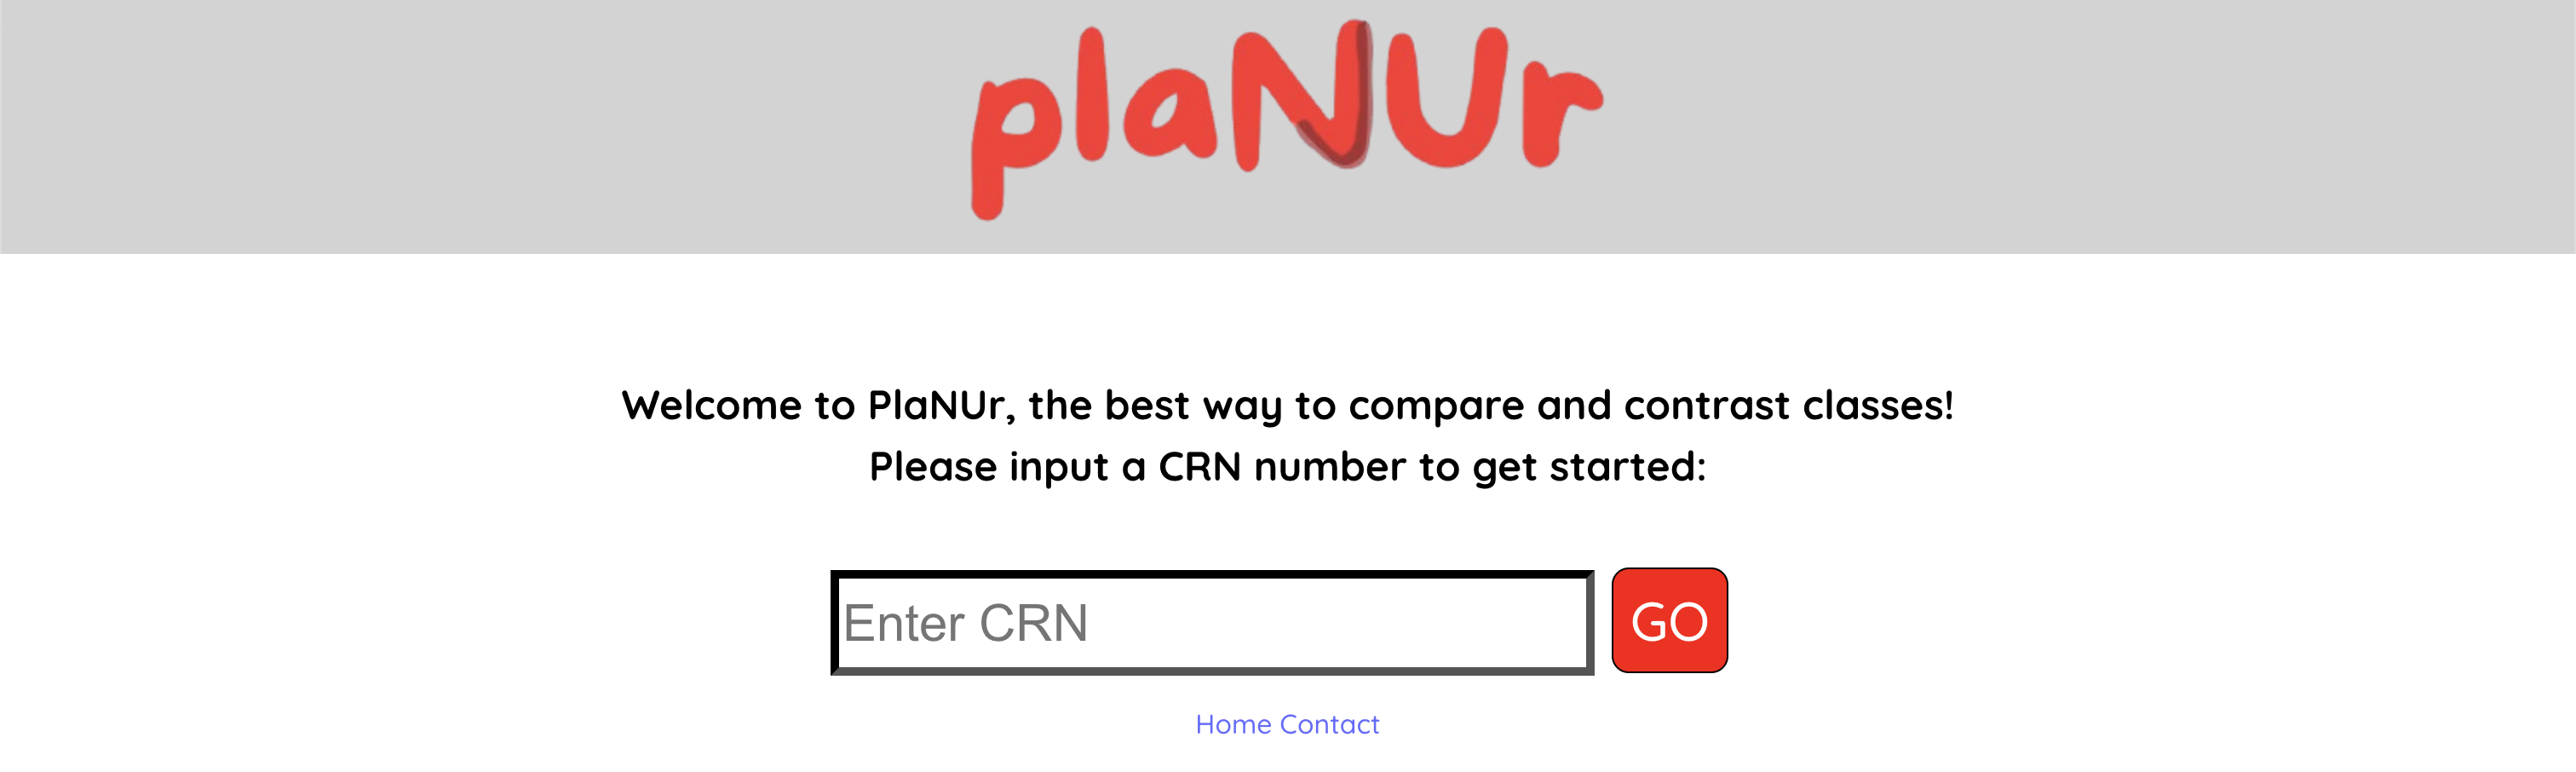 plaNUr
Welcome to PlaNUr, the best way to compare and contrast classes!
Please input a CRN number to get started:
Enter CRN
GO
Home Contact